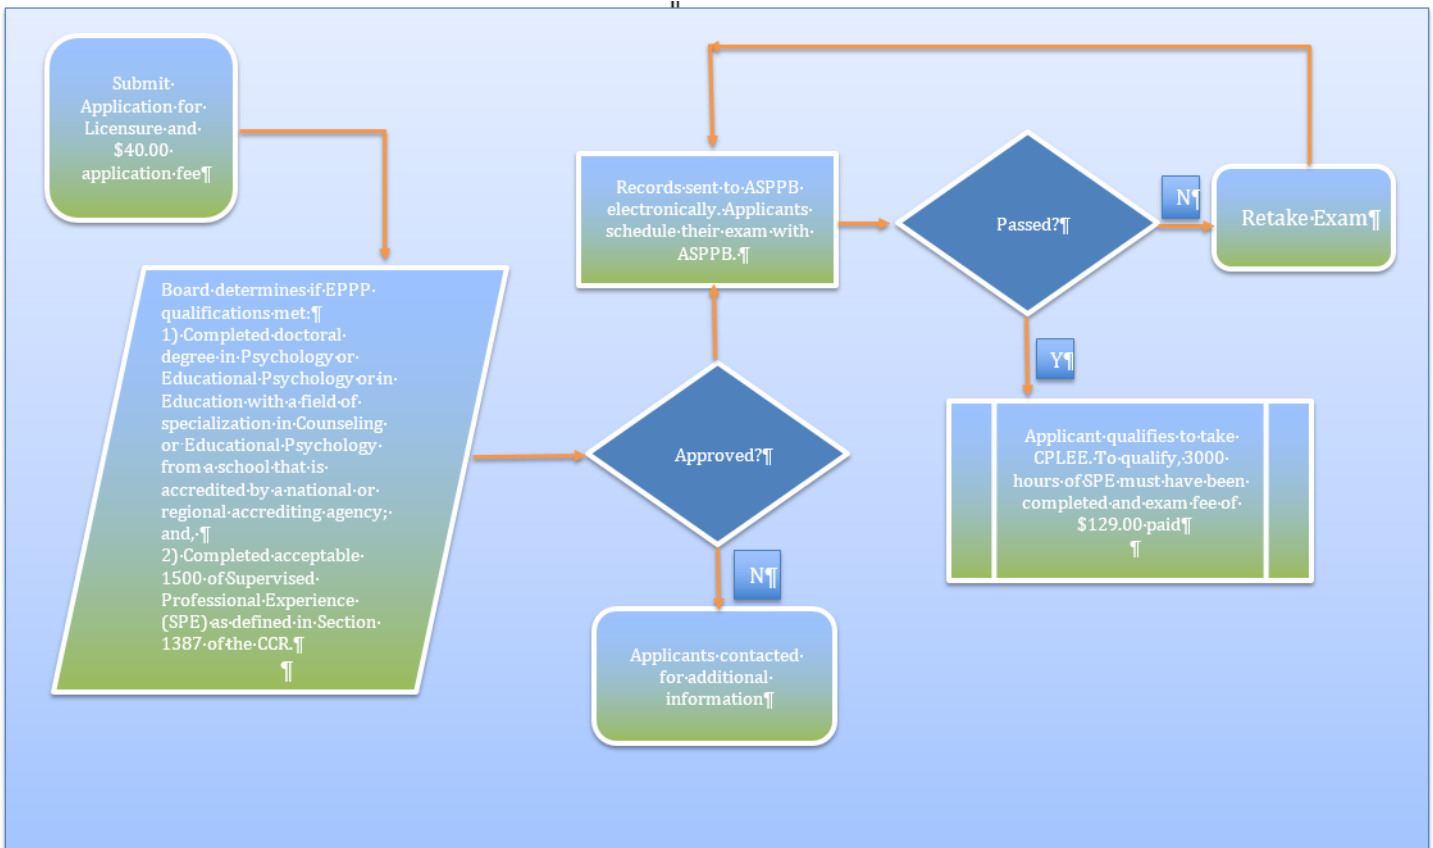 Submit
Application for
Licensure and
$40.00
application fee¶
Board determines if EPPP
qualifications met:¶
1) Completed doctoral
degree in Psychology or
Educational Psychology or in
Education with a field of
specialization in Counseling
or Educational Psychology
from a school that is
accredited by a national or
regional accrediting agency;
and, ¶
2) Completed acceptable
1500 of Supervised
Professional Experience
(SPE) as defined in Section
1387 of the CCR.¶
¶
Approved?¶
N¶
Applicants contacted
for additional
information¶
Records sent to ASPPB
electronically. Applicants
schedule their exam with
ASPPB. ¶
Passed?¶
N¶
Retake Exam¶
Y¶
Applicant qualifies to take
CPLEE. To qualify, 3000
hours of SPE must have been
completed and exam fee of
$129.00 paid¶
¶